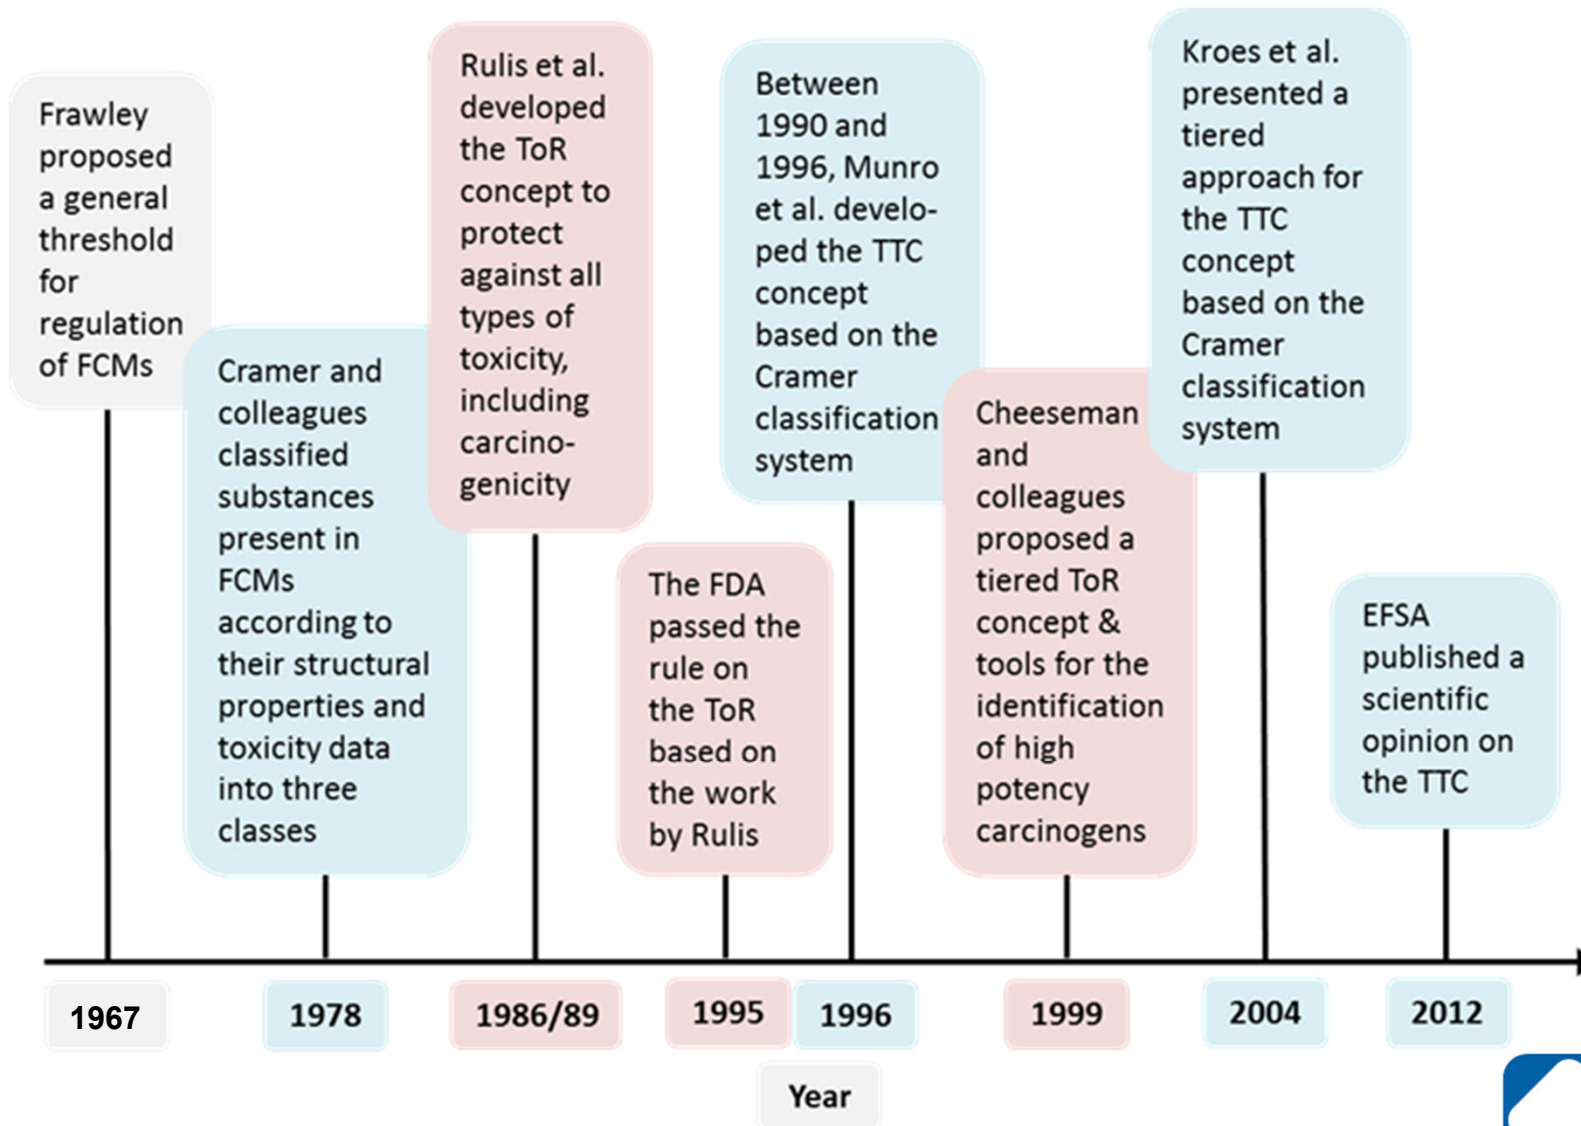 Frawley
proposed
a general
threshold
for
regulation
of FCMs
Cramer and
colleagues
classified
substances
present in
FCMs
according to
their structural
properties and
toxicity data
into three
classes
Rulis et al.
developed
the ToR
concept to
protect
against all
types of
toxicity,
including
carcino-
genicity
The FDA
passed the
rule on
the ToR
based on
the work
by Rulis
Between
1990 and
1996, Munro
et al. develo-
ped the TTC
concept
based on the
Cramer
classification
system
Cheeseman
and
colleagues
proposed a
tiered ToR
concept &
tools for the
identification
of high
potency
carcinogens
Kroes et al.
presented a
tiered
approach for
the TTC
concept
based on the
Cramer
classification
system
EFSA
published a
scientific
opinion on
the TTC
1967
1978
1986/89
1995
1996
1999
2004
2012
Year